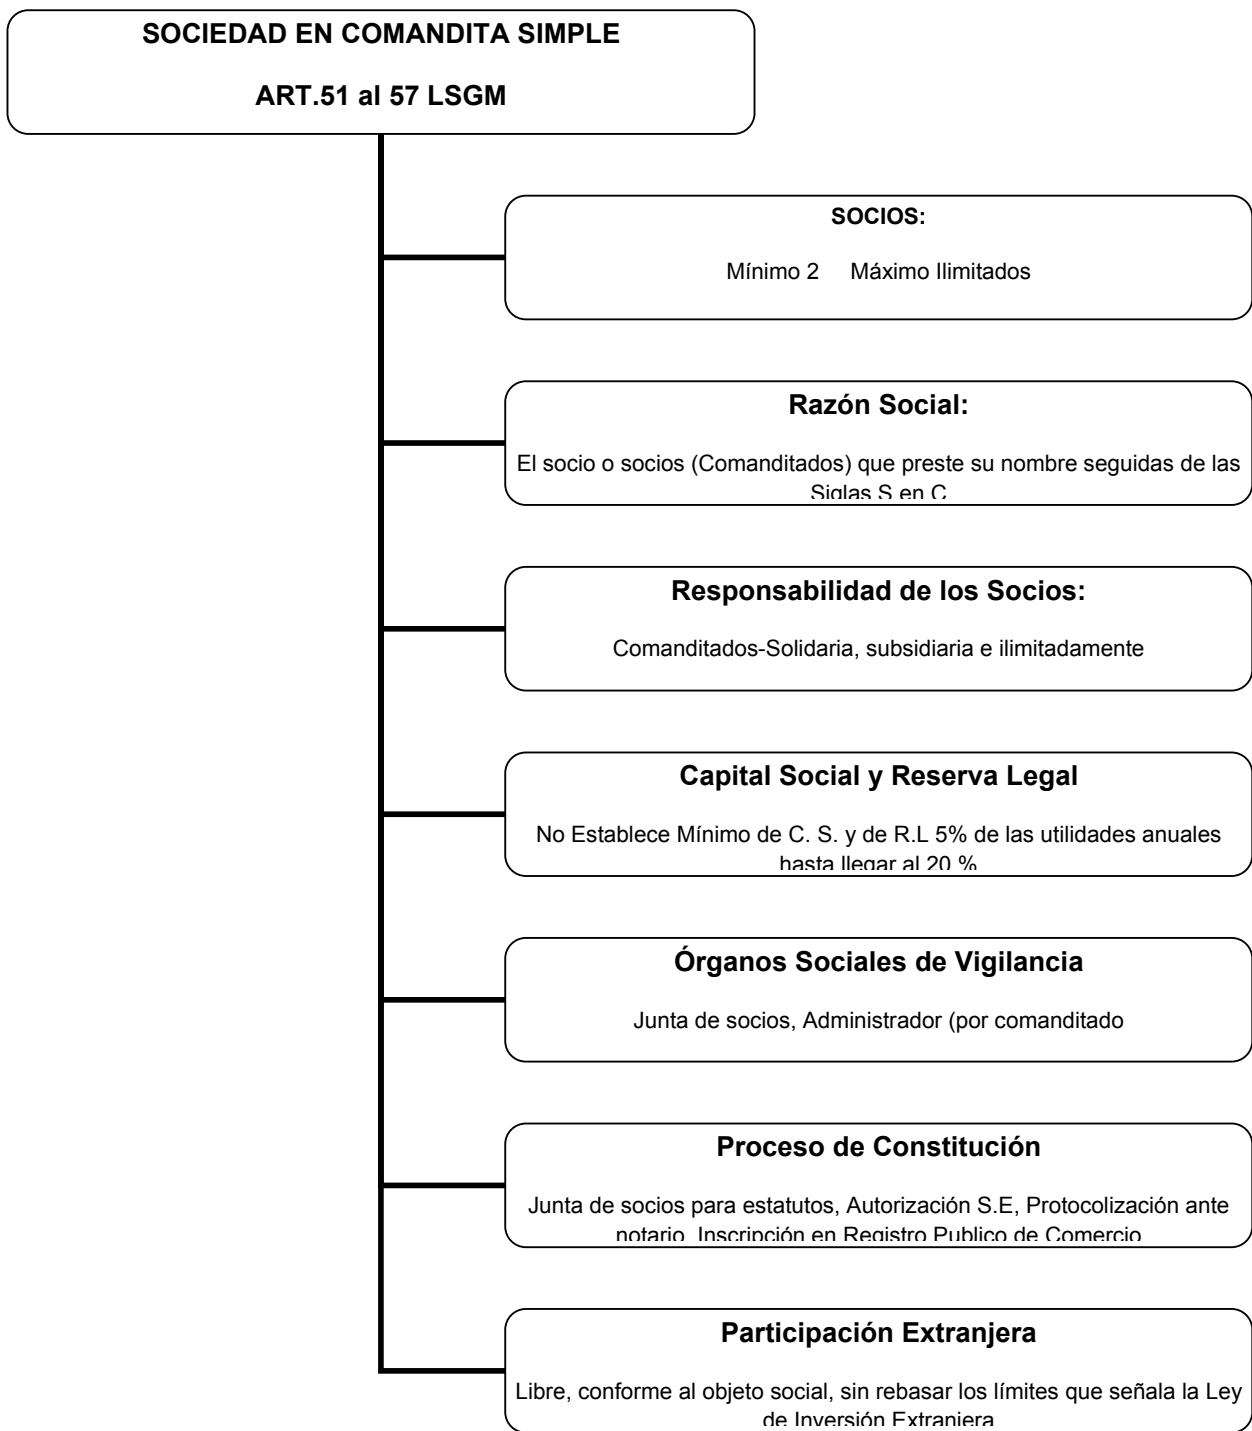 SOCIEDAD EN COMANDITA SIMPLE
ART.51 al 57 LSGM
SOCIOS:
Mínimo 2 Máximo Ilimitados
Razón Social:
El socio o socios (Comanditados) que preste su nombre seguidas de las
Siglas S en C
Responsabilidad de los Socios:
Comanditados-Solidaria, subsidiaria e ilimitadamente
Capital Social y Reserva Legal
No Establece Mínimo de C. S. y de R.L 5% de las utilidades anuales
hasta llegar al 20 %
Órganos Sociales de Vigilancia
Junta de socios, Administrador (por comanditado
Proceso de Constitución
Junta de socios para estatutos, Autorización S.E, Protocolización ante
notario, Inscripción en Registro Publico de Comercio
Participación Extranjera
Libre, conforme al objeto social, sin rebasar los límites que señala la Ley
de Inversión Extranjera